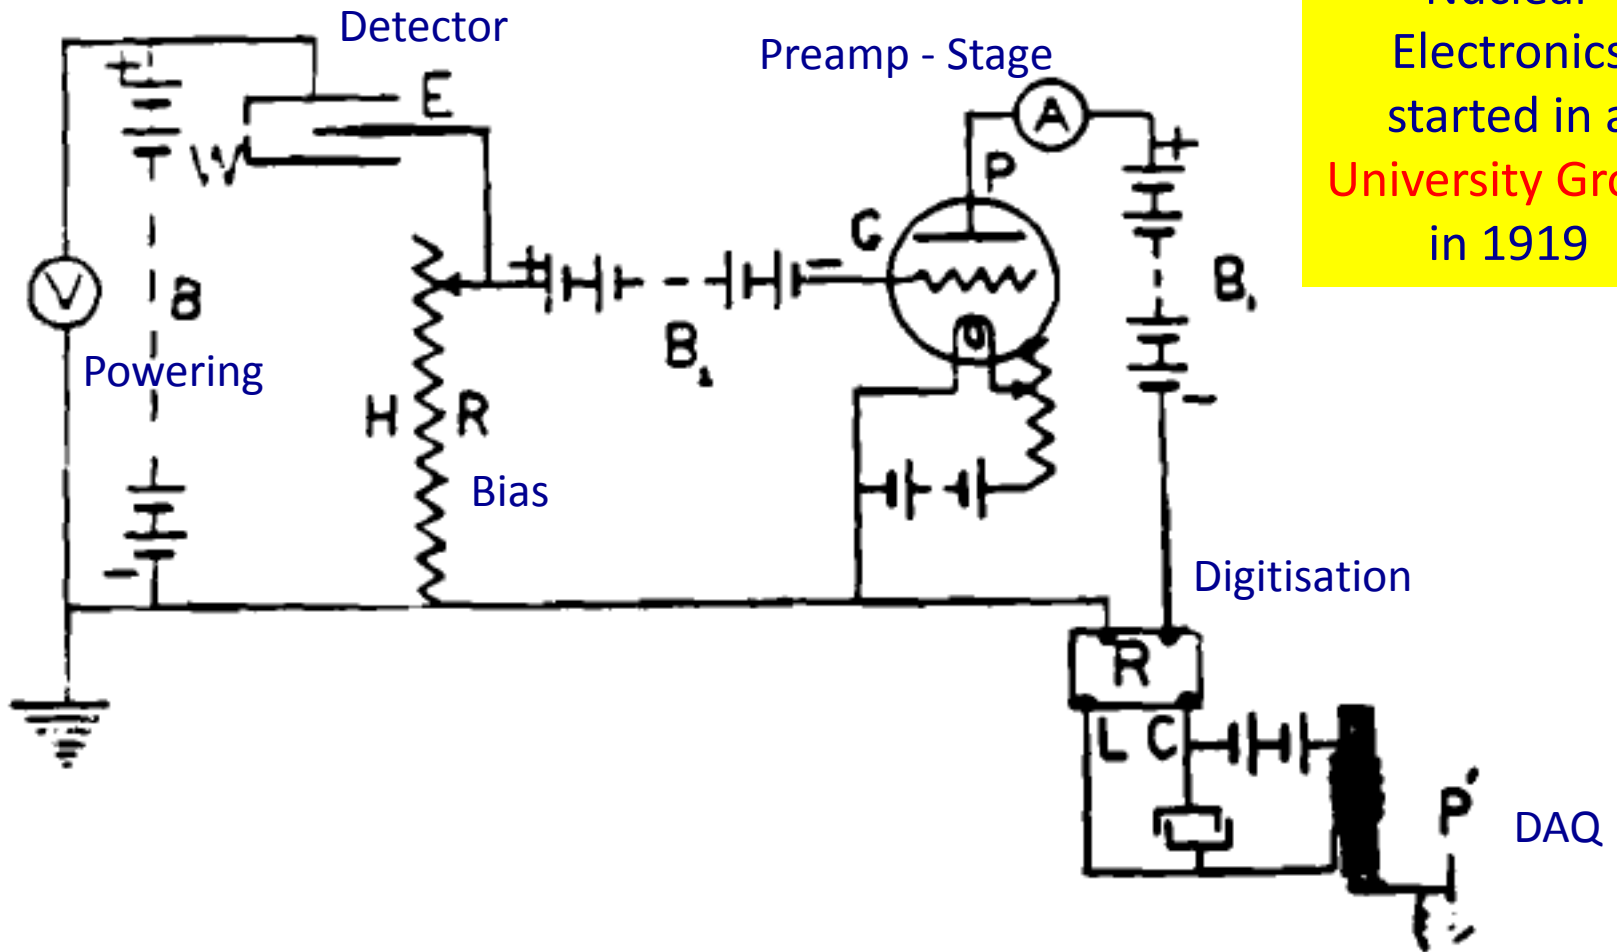 Detector
Preamp - Stage
Electronics
started in a
University Gro
in 1919
+
E
W
A
+
P
G
V
B
+
-
B
B
Powering
H
R
Bias
-
-
Digitisation
R
L C
P'
DAQ